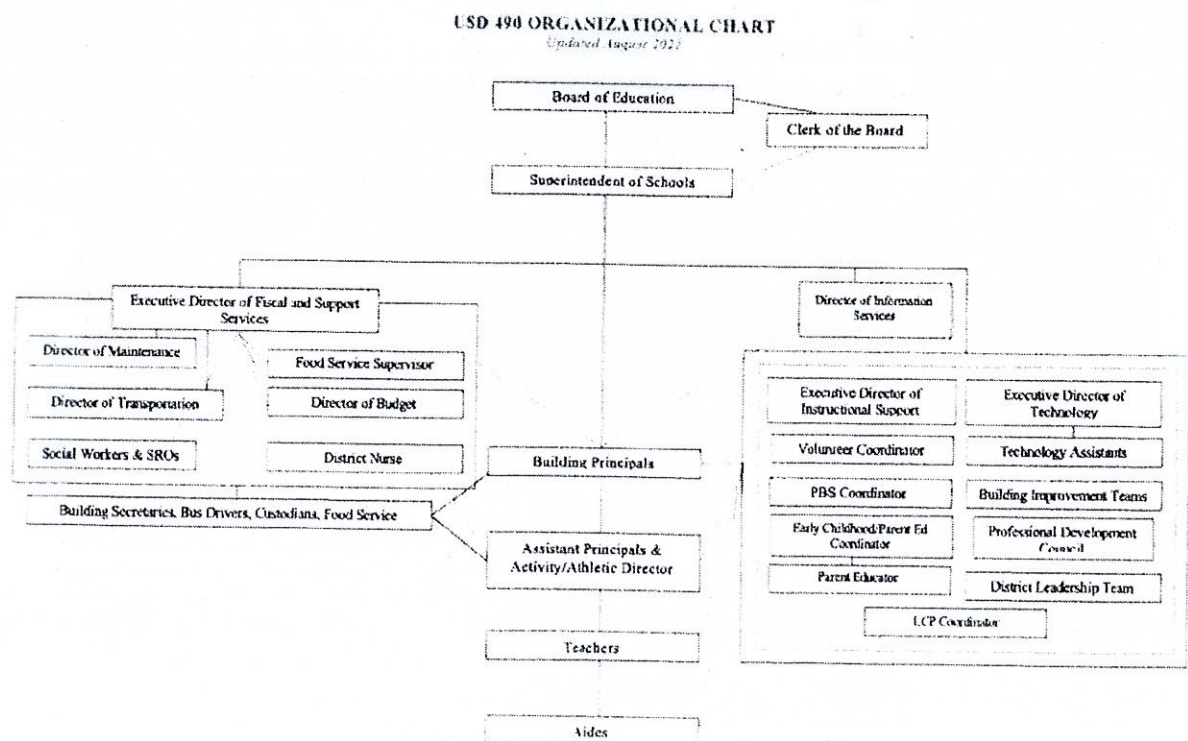 USD 490 ORGANIZATIONAL CHART
Updated August
Board of Education
Clerk of the Board
Superintendent of Schools
Executive Director of Fiscal and Support
Services
Director of Information
Services
Director of Maintenance
Food Service Supervisor
Director of Transportation
Director of Budget
Social Workers & SROs
District Nurse
Building Secretaries, Bus Drivers, Custodians, Food Service
Building Principals
Assistant Principals &
Activity/Athletic Director
Teachers
Aides
Executive Director of
Instructional Support
Executive Director of
Technology
Volunteer Coordinator
Technology Assistants
PBS Coordinator
Building Improvement Teams
Early Childhood/Parent Ed
Coordinator
Professional Development
Council
Parent Educator
District Leadership Team
LCP Coordinator